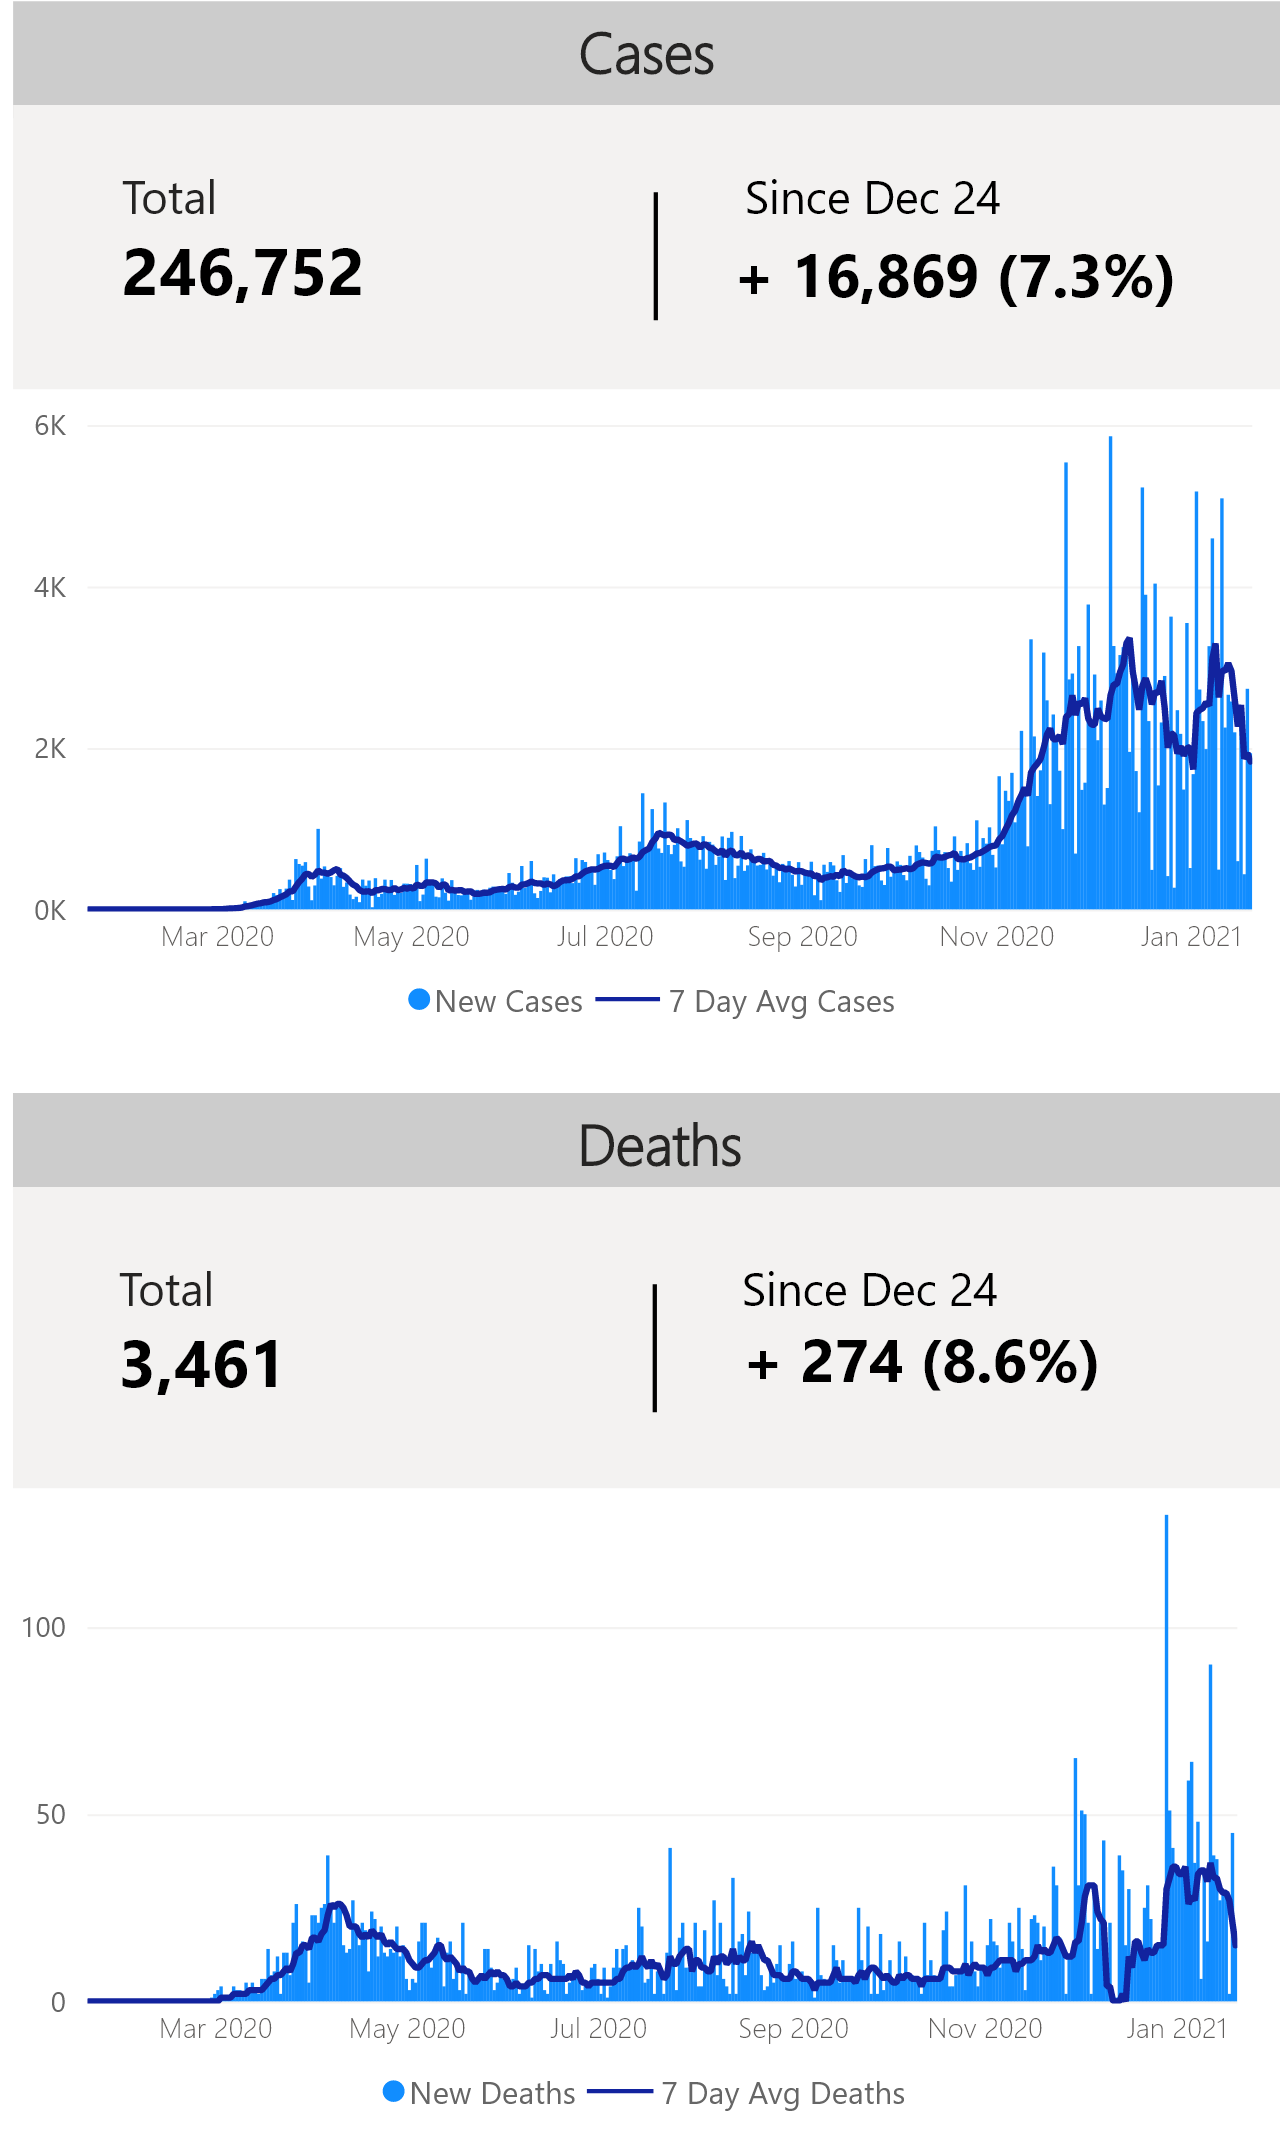 Cases
Total
Since Dec 24
246,752
+ 16,869 (7.3%)
6K
4K
2K
0K
Mar 2020 May 2020 Jul 2020 Sep 2020 Nov 2020 Jan 2021
New Cases 7 Day Avg Cases
Deaths
Total
Since Dec 24
3,461
+ 274 (8.6%)
100
50
0
Mar 2020 May 2020 Jul 2020 Sep 2020 Nov 2020 Jan 2021
New Deaths 7 Day Avg Deaths